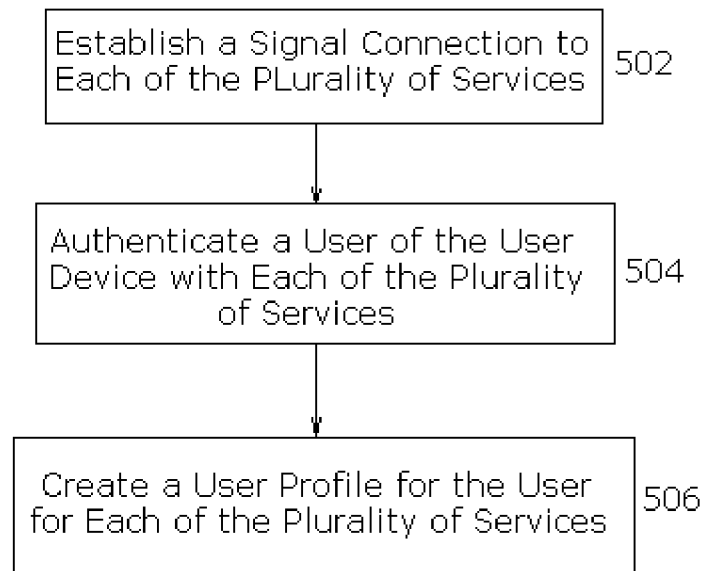 Establish a Signal Connection to
Each of the PLurality of Services
502
Authenticate a User of the User
Device with Each of the Plurality
of Services
504
Create a User Profile for the User
for Each of the Plurality of Services
506